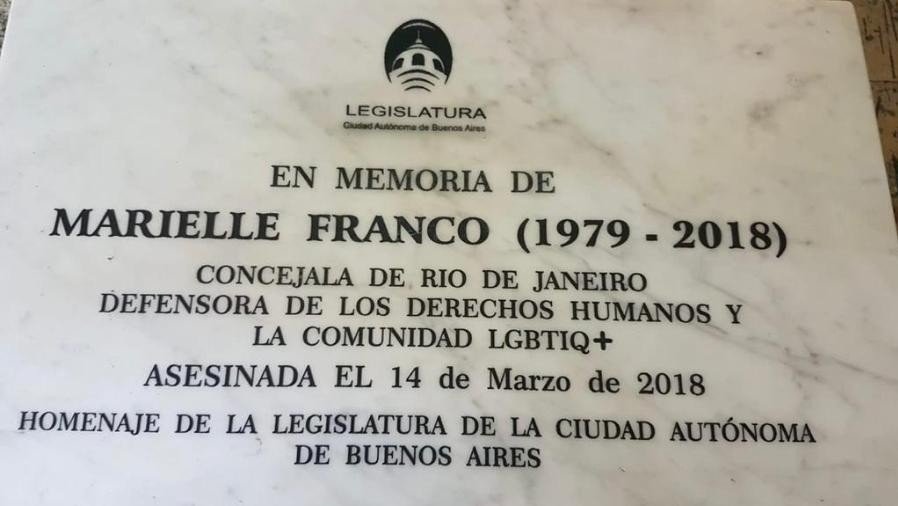 LEGISLATURA
Ciudad Autónoma de Buenos Aires
EN MEMORIA DE
MARIELLE FRANCO (1979 - 2018)
CONCEJALA DE RIO DE JANEIRO
DEFENSORA DE LOS DERECHOS HUMANOS Y
LA COMUNIDAD LGBTIQ+
ASESINADA EL 14 de Marzo de 2018
HOMENAJE DE LA LEGISLATURA DE LA CIUDAD AUTÓNOMA
DE BUENOS AIRES